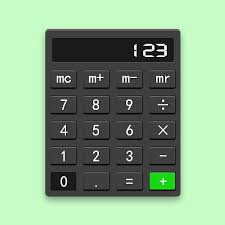 123
mc m+ m− mr
7 8 9 ÷
4 5 6 ×
1 2 3 −
0 . = +